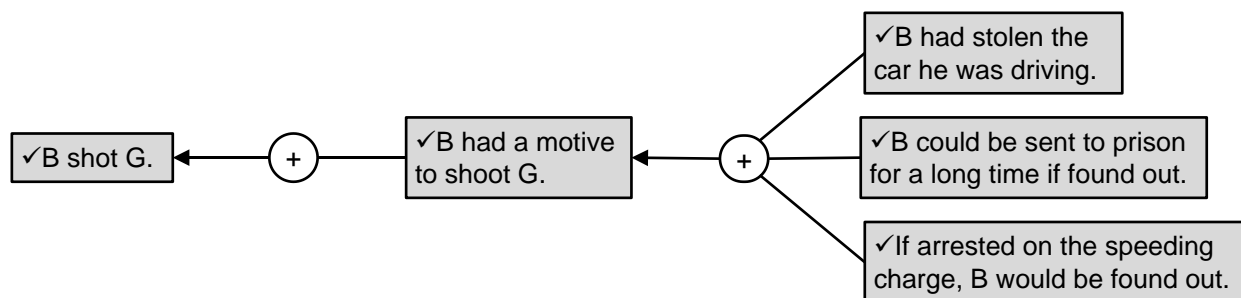 ✓B shot G.
+
✓B had a motive
to shoot G.
+
✓B had stolen the
car he was driving.
✓B could be sent to prison
for a long time if found out.
✓If arrested on the speeding
charge, B would be found out.